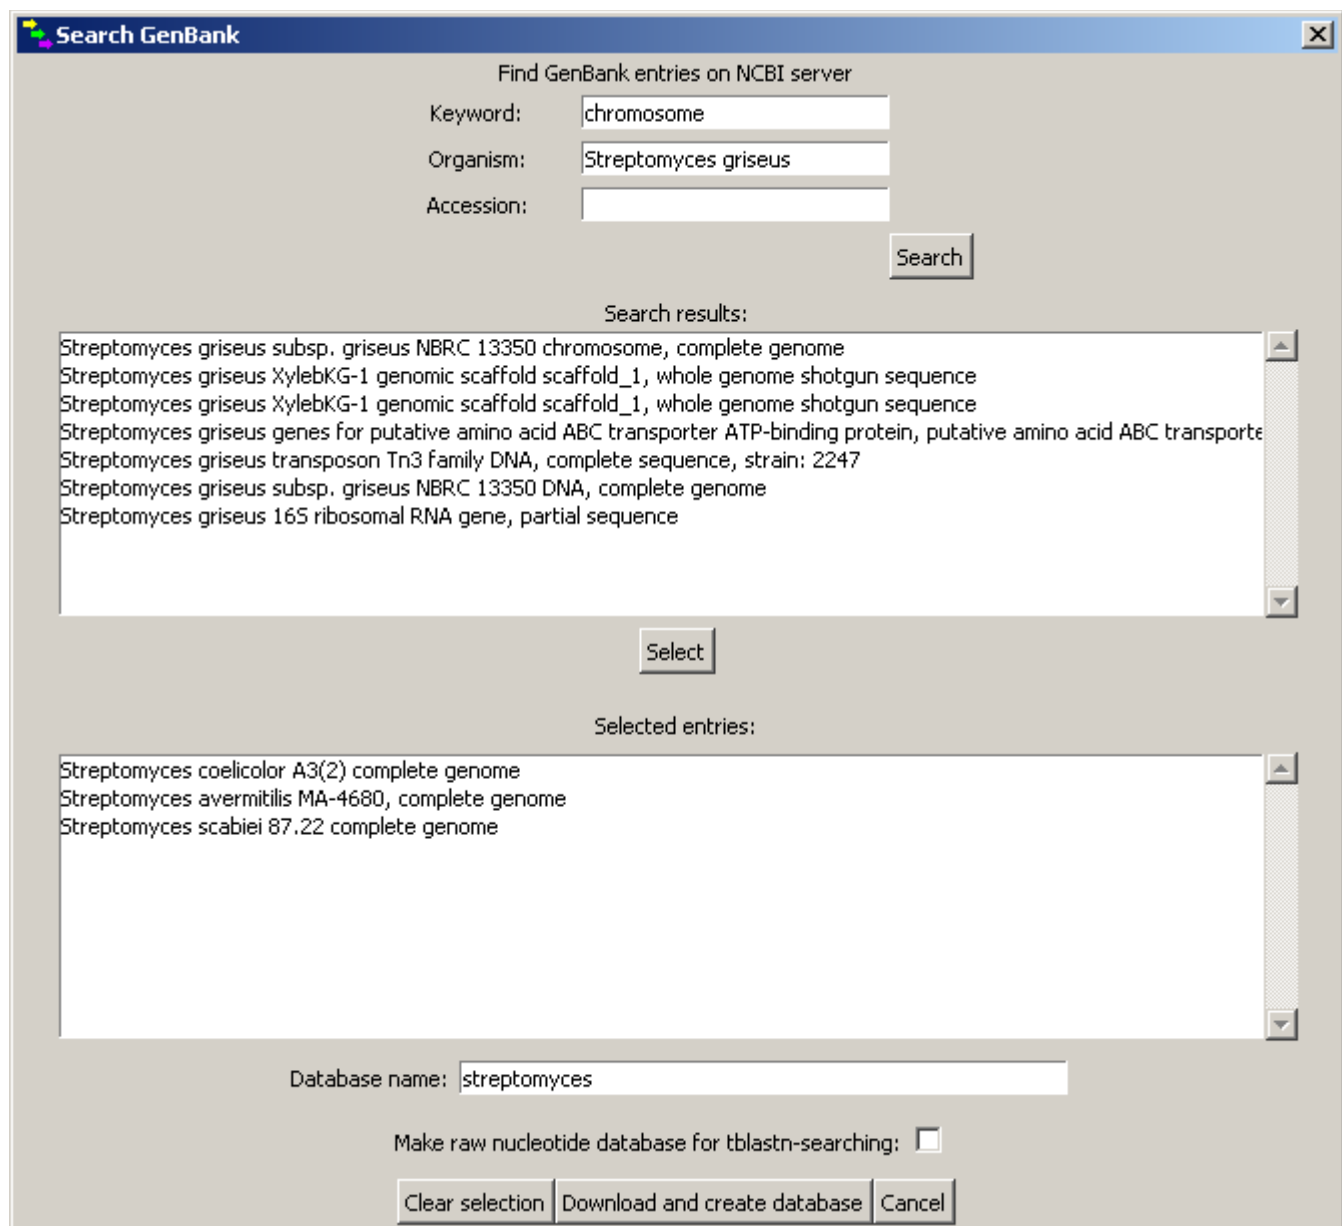 Search GenBank
Find GenBank entries on NCBI server
Keyword: chromosome
Organism: Streptomyces griseus
Accession:
Search
Search results:
Streptomyces griseus subsp. griseus NBRC 13350 chromosome, complete genome
Streptomyces griseus XylebKG-1 genomic scaffold scaffold_1, whole genome shotgun sequence
Streptomyces griseus XylebKG-1 genomic scaffold scaffold_1, whole genome shotgun sequence
Streptomyces griseus genes for putative amino acid ABC transporter ATP-binding protein, putative amino acid ABC transporte
Streptomyces griseus transposon Tn3 family DNA, complete sequence, strain: 2247
Streptomyces griseus subsp. griseus NBRC 13350 DNA, complete genome
Streptomyces griseus 16S ribosomal RNA gene, partial sequence
Select
Selected entries:
Streptomyces coelicolor A3(2) complete genome
Streptomyces avermitilis MA-4680, complete genome
Streptomyces scabiei 87.22 complete genome
Database name: streptomyces
Make raw nucleotide database for tblastn-searching:
Clear selection Download and create database Cancel